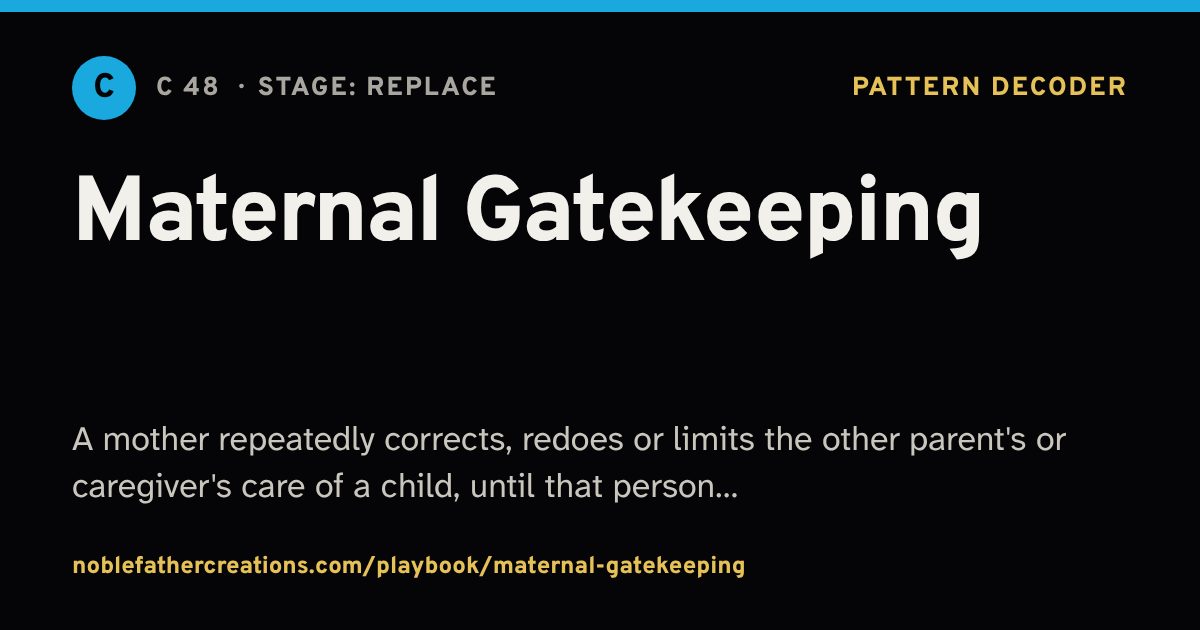 C
C 48 · STAGE: REPLACE
PATTERN DECODER
Maternal Gatekeeping
A mother repeatedly corrects, redoes or limits the other parent's or
caregiver's care of a child, until that person...
noblefathercreations.com/playbook/maternal-gatekeeping